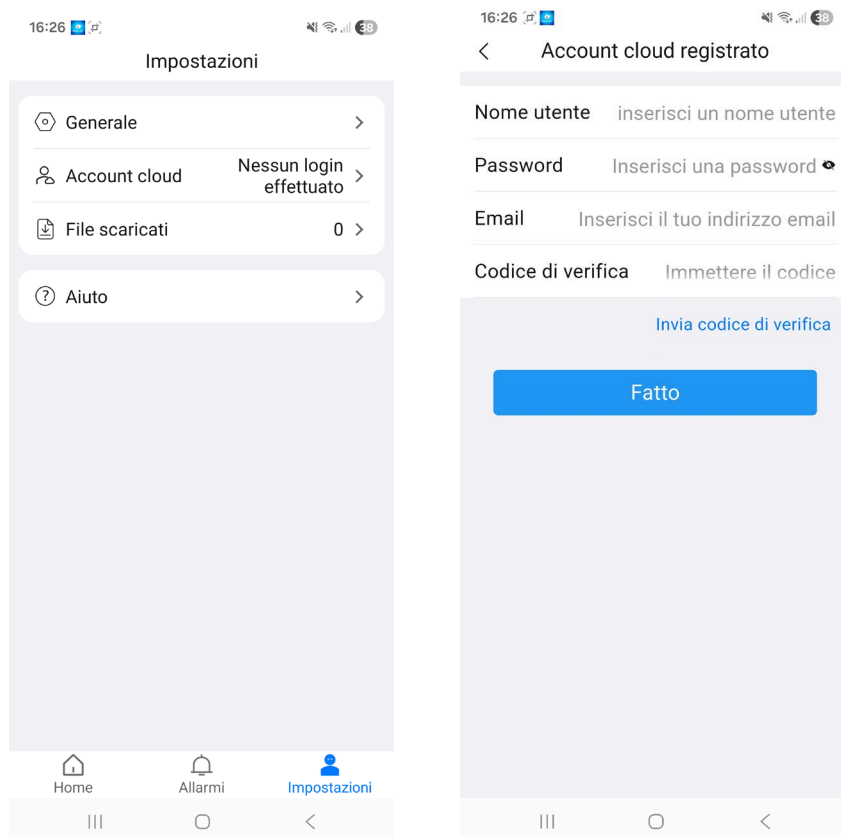 16:26
38
Impostazioni
Generale
Account cloud
Nessun login
effettuato
File scaricati
0
Aiuto
Home
Allarmi
Impostazioni
16:26
38
Account cloud registrato
Nome utente
inserisci un nome utente
Password
Inserisci una password
Email
Inserisci il tuo indirizzo email
Codice di verifica
Immettere il codice
Invia codice di verifica
Fatto